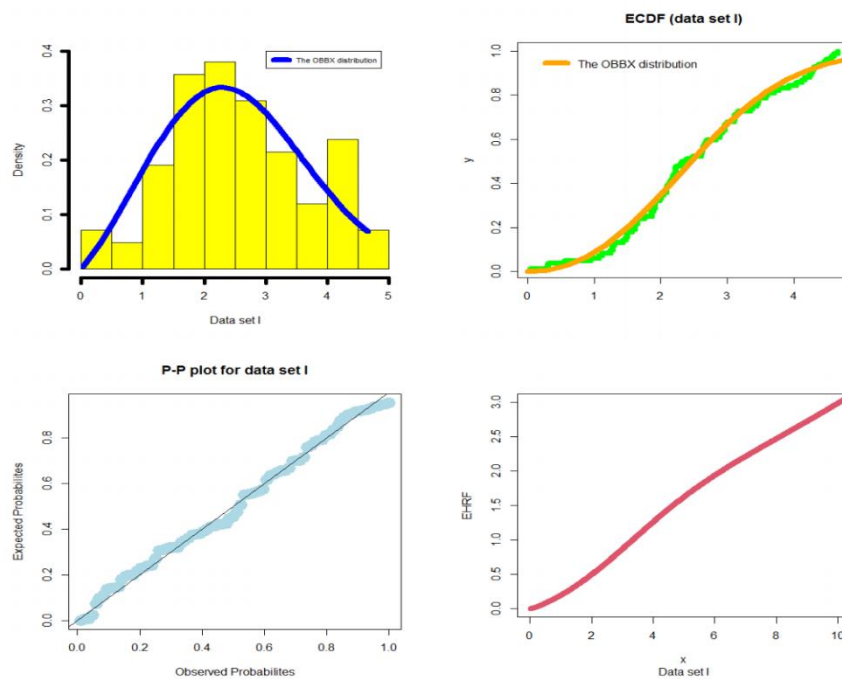 The OBBX distribution
Density
0.0 0.1 0.2 0.3 0.4
0 1 2 3 4 5
Data set I
ECDF (data set I)
The OBBX distribution
y
0.0 0.2 0.4 0.6 0.8 1.0
0 1 2 3 4
P-P plot for data set I
Expected Probabilites
0.0 0.2 0.4 0.6 0.8
0.0 0.2 0.4 0.6 0.8 1.0
Observed Probabilites
EHRF
0.0 0.5 1.0 1.5 2.0 2.5 3.0
0 2 4 6 8 10
x
Data set I